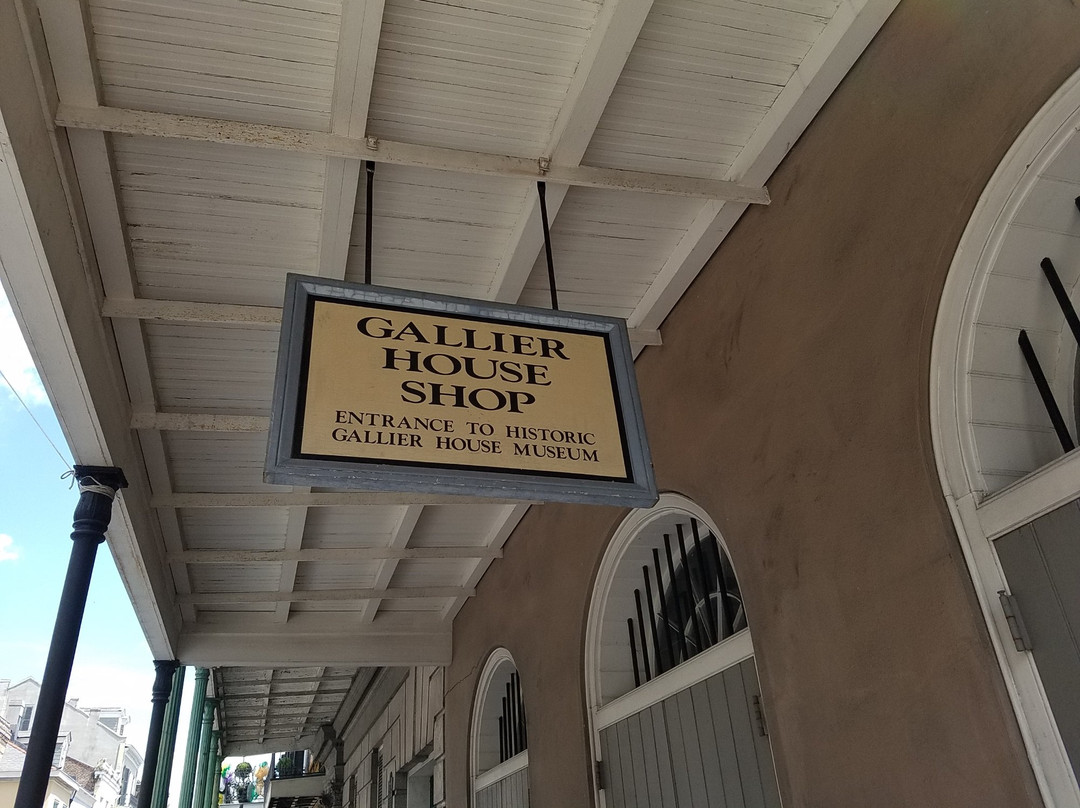 GALLIER
HOUSE
SHOP
ENTRANCE TO HISTORIC
GALLIER HOUSE MUSEUM